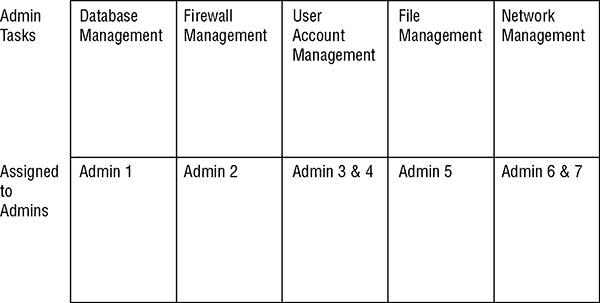 Admin
Tasks
Database
Management
Firewall
Management
User
Account
Management
File
Management
Network
Management
Assigned
to
Admins
Admin 1
Admin 2
Admin 3 & 4
Admin 5
Admin 6 & 7